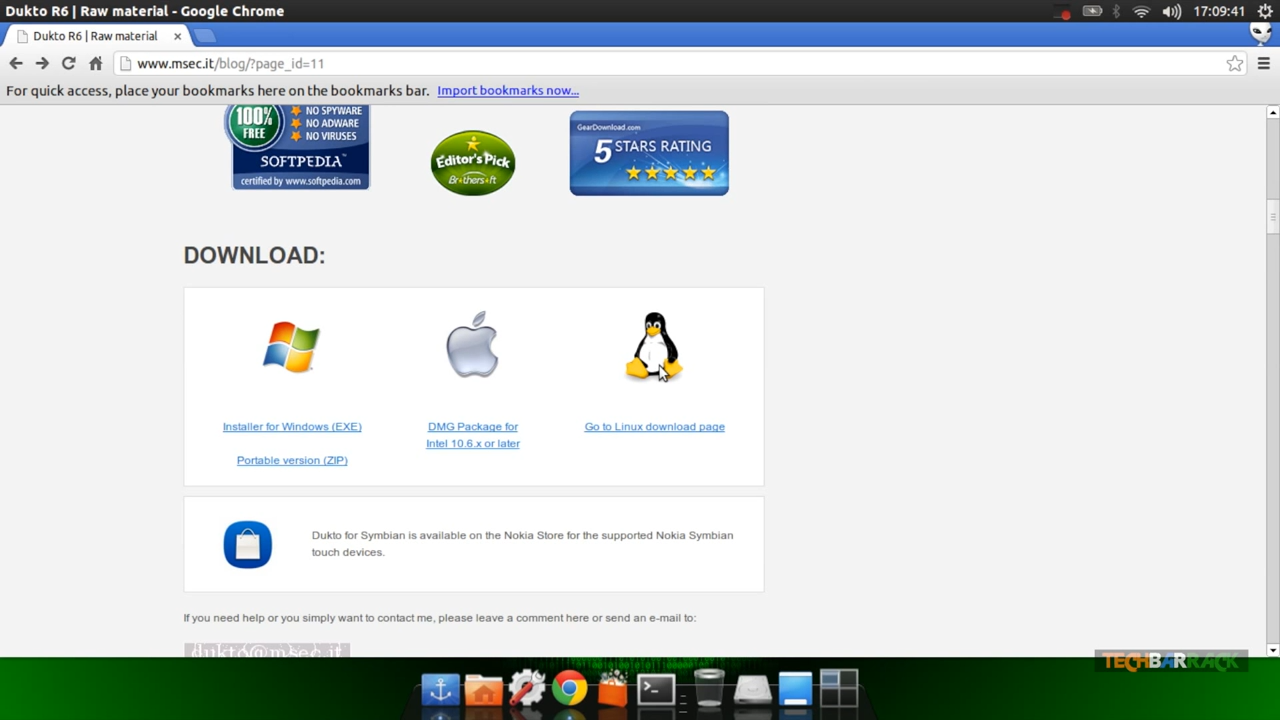 Dukto R6 | Raw material - Google Chrome
17:09:41
Dukto R6 | Raw material
www.msec.it/blog/?page_id=11
For quick access, place your bookmarks here on the bookmarks bar. Import bookmarks now...
100% FREE
NO SPYWARE
NO ADWARE
NO VIRUSES
SOFTPEDIA
certified by www.softpedia.com
Editor's Pick
Brothersoft
GearDownload.com
5 STARS RATING
DOWNLOAD:
Installer for Windows (EXE)
Portable version (ZIP)
DMG Package for
Intel 10.6.x or later
Go to Linux download page
Dukto for Symbian is available on the Nokia Store for the supported Nokia Symbian
touch devices.
If you need help or you simply want to contact me, please leave a comment here or send an e-mail to:
dukto@msec.it
TECHBARRACK